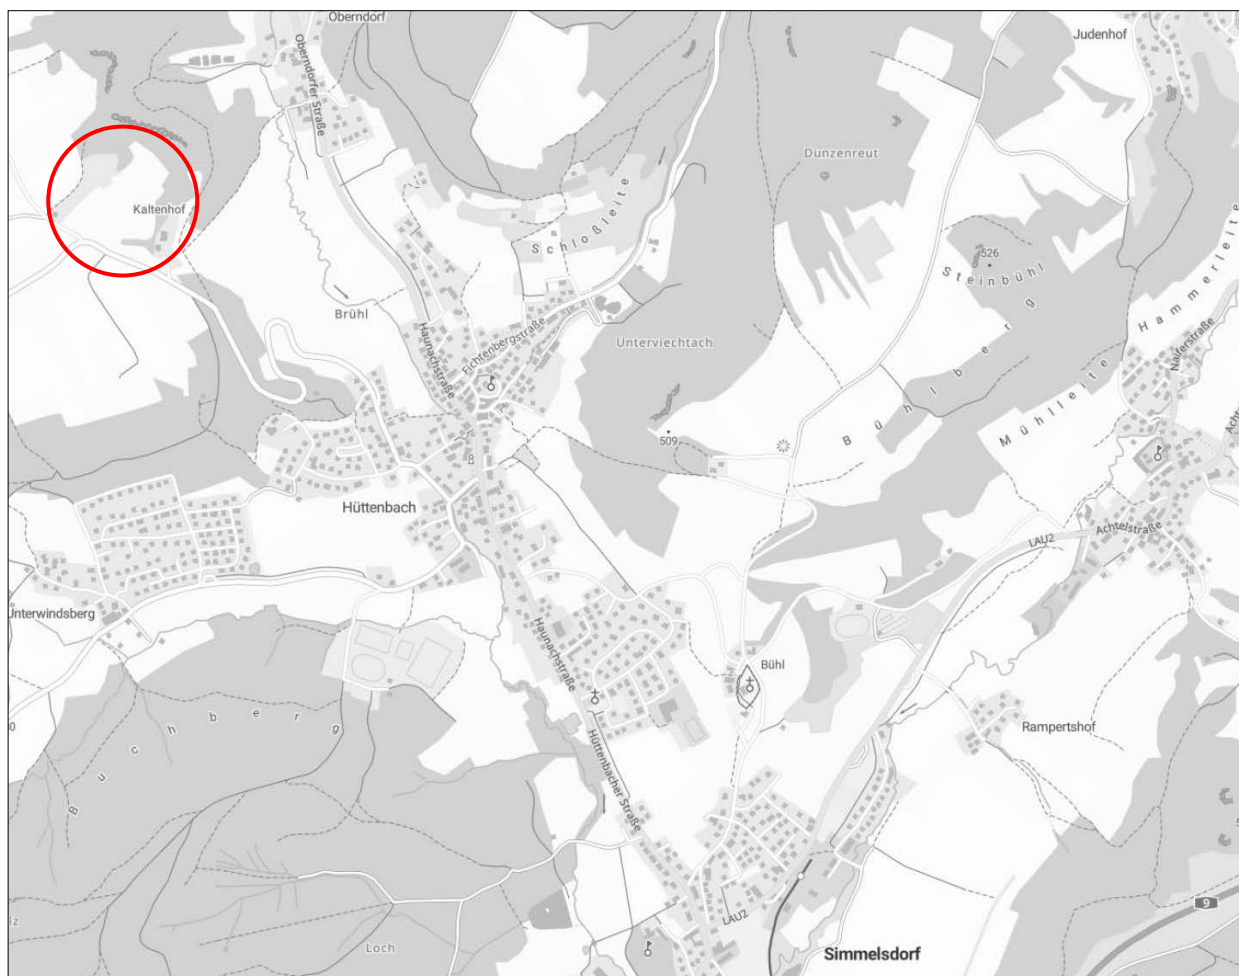 Oberndorf
Judenhof
Oberndorfer Straße
Dunzenreut
Kaltenhof
Schloßleite
526
Steinbühl
Hammerleite
Brühl
Haunachstraße
Fichtenbergstraße
Unterviechtach
Naiferstraße
Bühlberg
Mühlleite
509
Hüttenbach
LAU2
Achtelstraße
Unterwindsberg
Haunachstraße
Bühl
Buchberg
Rampertshof
Hüttenbacher Straße
9
LAU2
Loch
Simmelsdorf